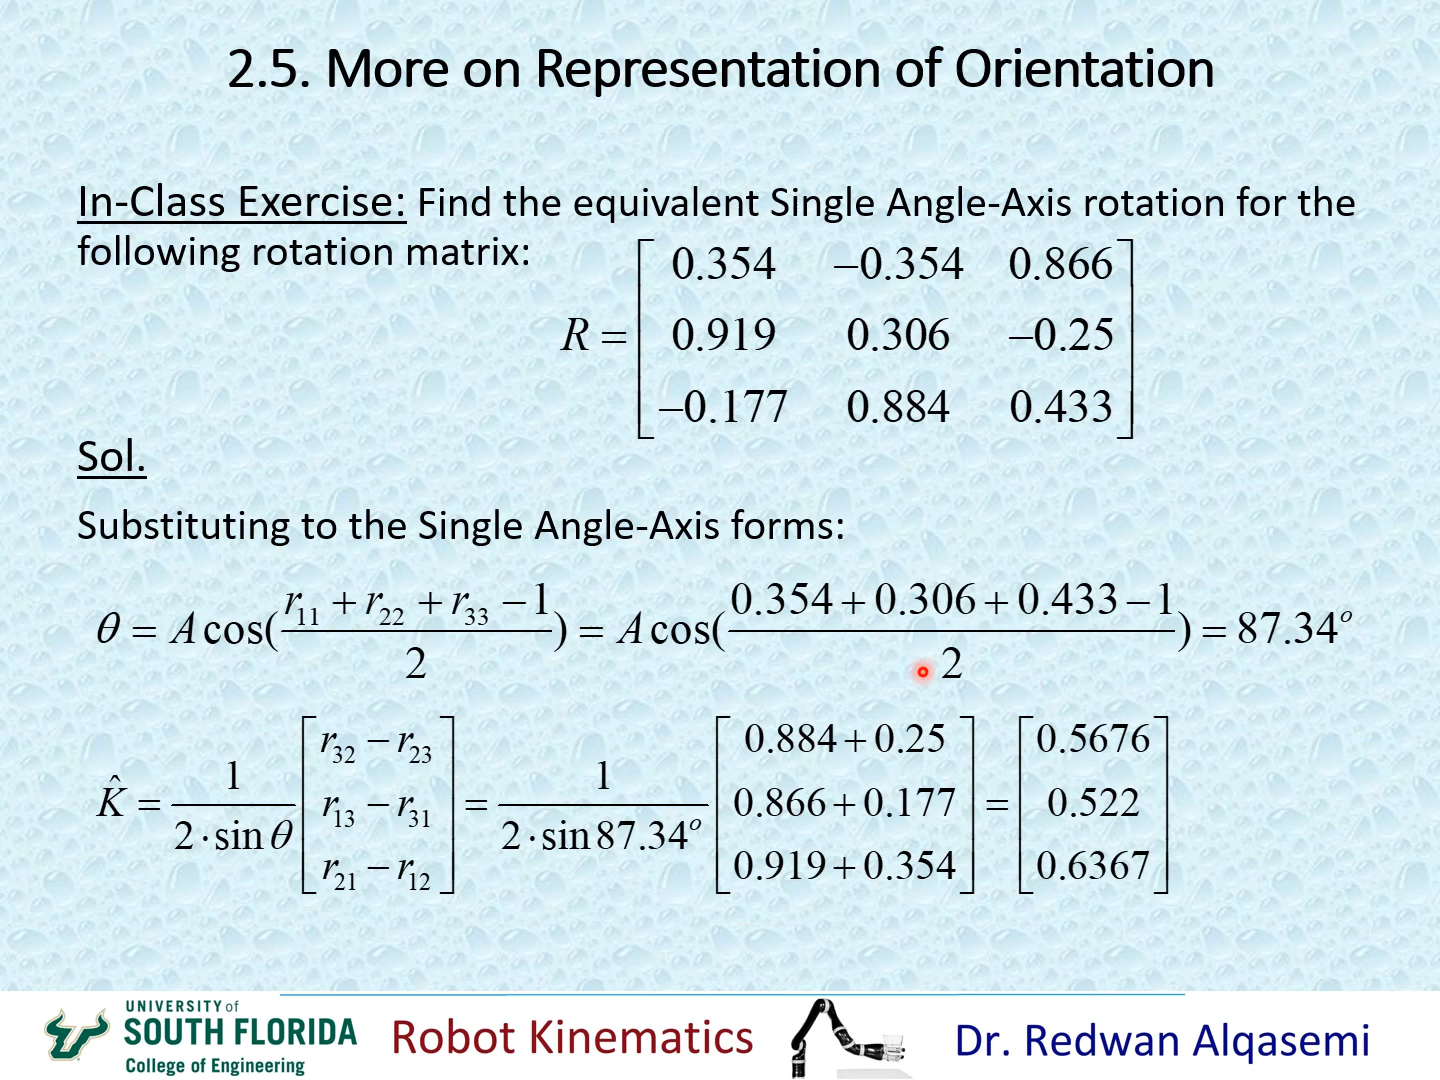 2.5. More on Representation of Orientation
In-Class Exercise: Find the equivalent Single Angle-Axis rotation for the
following rotation matrix:
0.354 –0.354 0.866
R = 0.919 0.306 –0.25
–0.177 0.884 0.433
Sol.
Substituting to the Single Angle-Axis forms:
θ = A cos( (r₁₁ + r₂₂ + r₃₃ – 1) / 2 ) = A cos( (0.354 + 0.306 + 0.433 – 1) / 2 ) = 87.34°
K̂ = 1 / (2·sin θ) [r₃₂ – r₂₃; r₁₃ – r₃₁; r₂₁ – r₁₂] = 1 / (2·sin 87.34°) [0.884 + 0.25; 0.866 + 0.177; 0.919 + 0.354] = [0.5676; 0.522; 0.6367]
UNIVERSITY of
SOUTH FLORIDA
College of Engineering
Robot Kinematics
Dr. Redwan Alqasemi